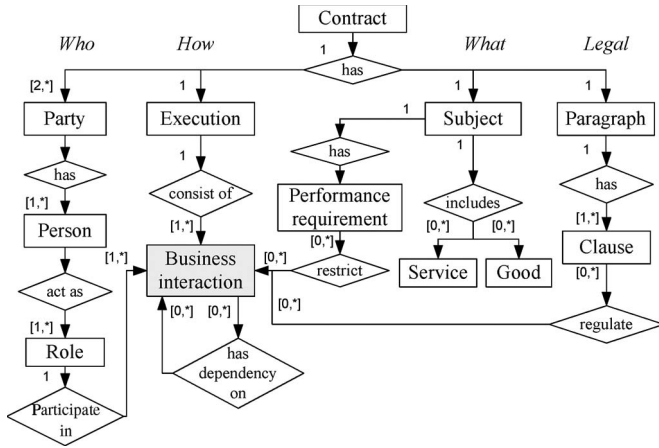 Contract
Who
How
What
Legal
1
has
[2,*]
1
1
1
Party
Execution
Subject
Paragraph
1
1
1
1
has
consist of
has
includes
has
[1,*]
[1,*]
Performance
requirement
[0,*]
[0,*]
[1,*]
Person
[1,*]
Business
interaction
[0,*]
[0,*]
restrict
Service
Good
Clause
[0,*]
act as
[0,*]
[0,*]
[0,*]
regulate
[1,*]
Role
1
has
dependency
on
Participate
in